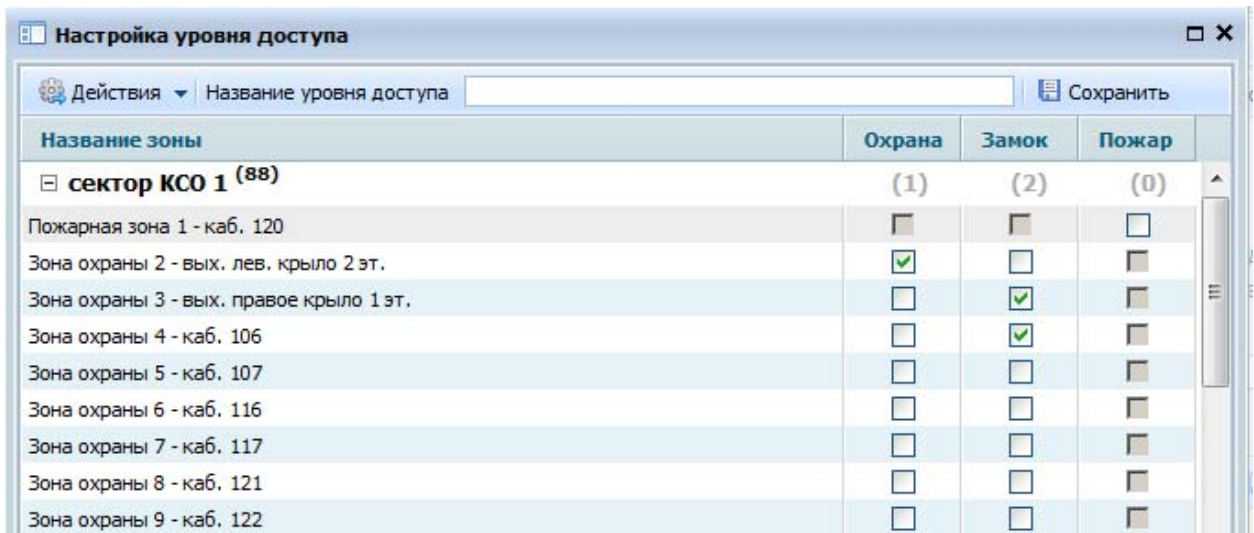 Настройка уровня доступа
Действия Название уровня доступа Сохранить
Название зоны Охрана Замок Пожар
сектор КСО 1 (88) (1) (2) (0)
Пожарная зона 1 - каб. 120
Зона охраны 2 - вых. лев. крыло 2 эт.
Зона охраны 3 - вых. правое крыло 1 эт.
Зона охраны 4 - каб. 106
Зона охраны 5 - каб. 107
Зона охраны 6 - каб. 116
Зона охраны 7 - каб. 117
Зона охраны 8 - каб. 121
Зона охраны 9 - каб. 122